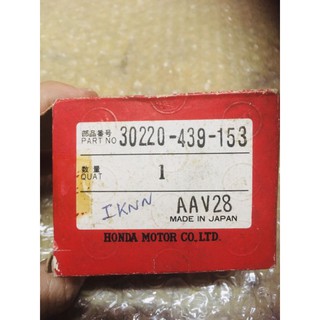 部品番号
PART NO 30220-439-153
数量
QUAT 1
IKNN AAV28
MADE IN JAPAN
HONDA MOTOR CO.,LTD.